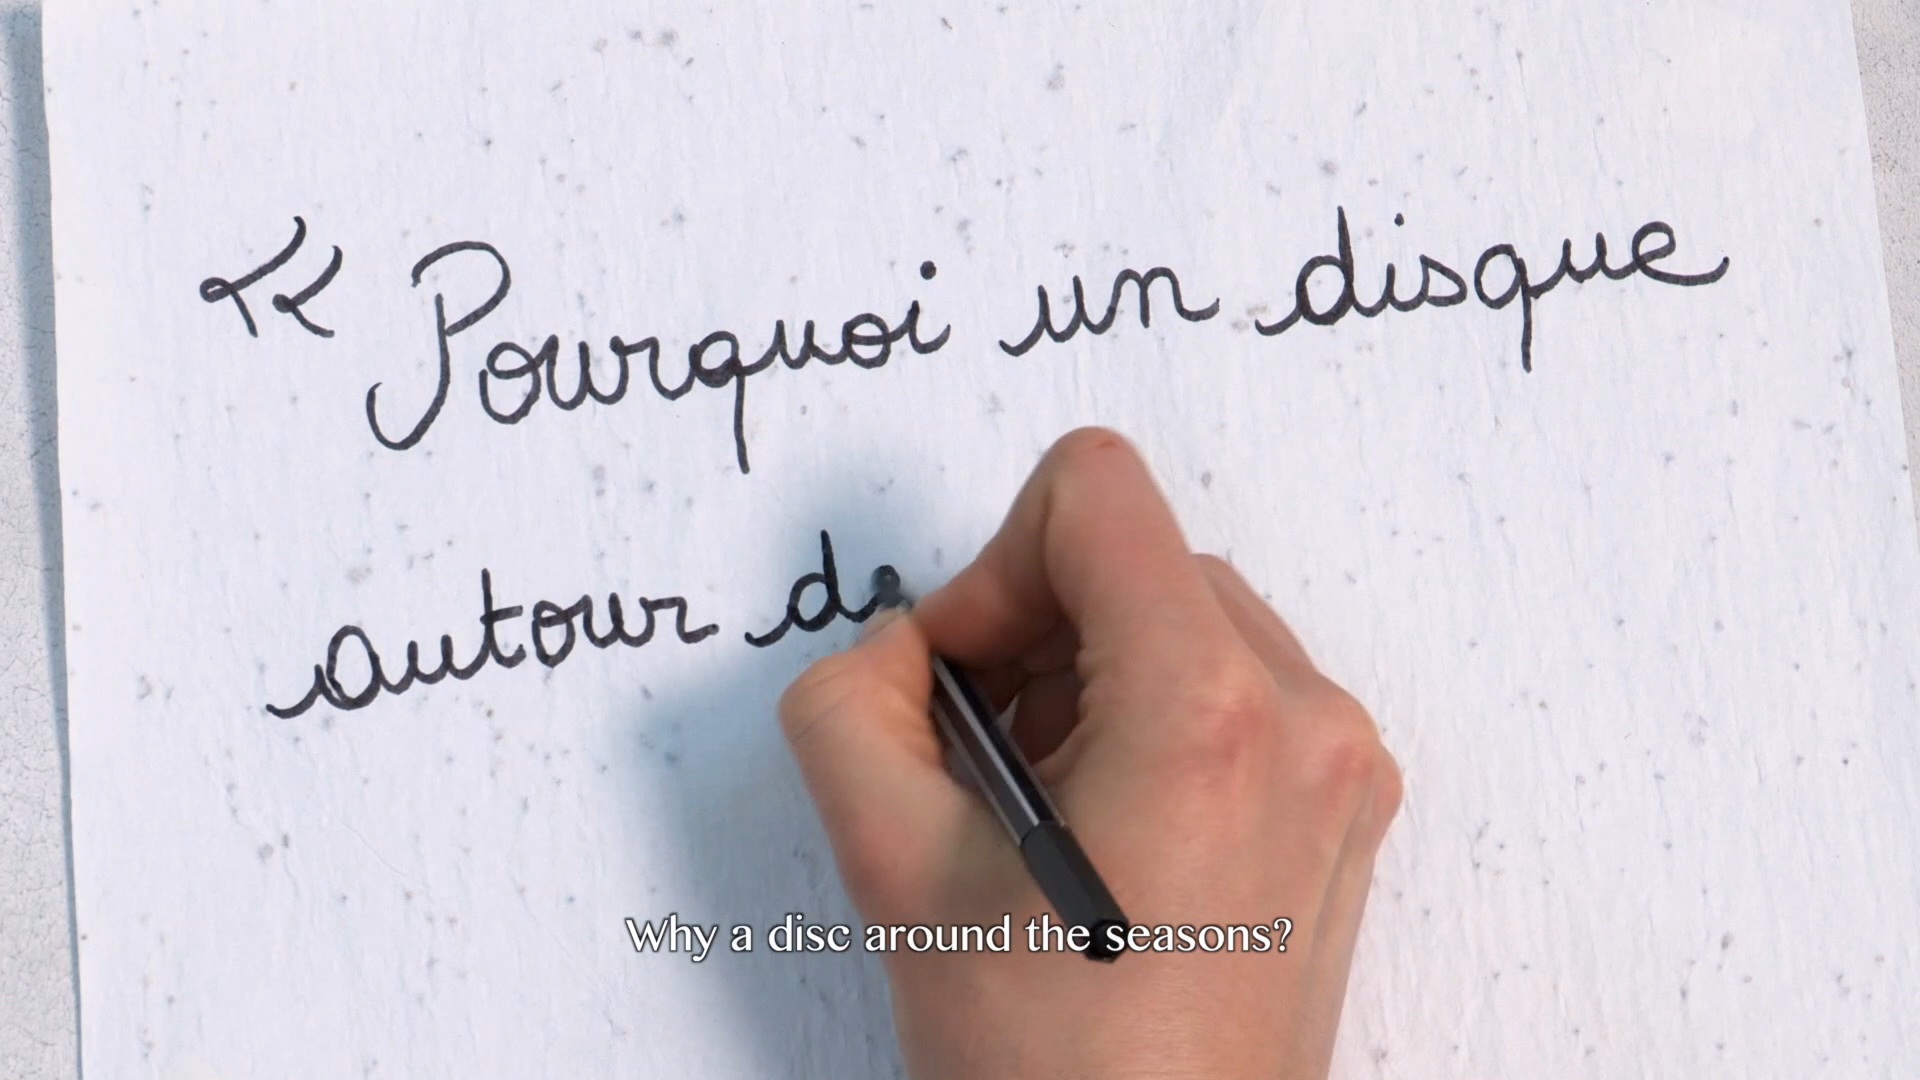 « Pourquoi un disque
autour
Why a disc around the seasons?